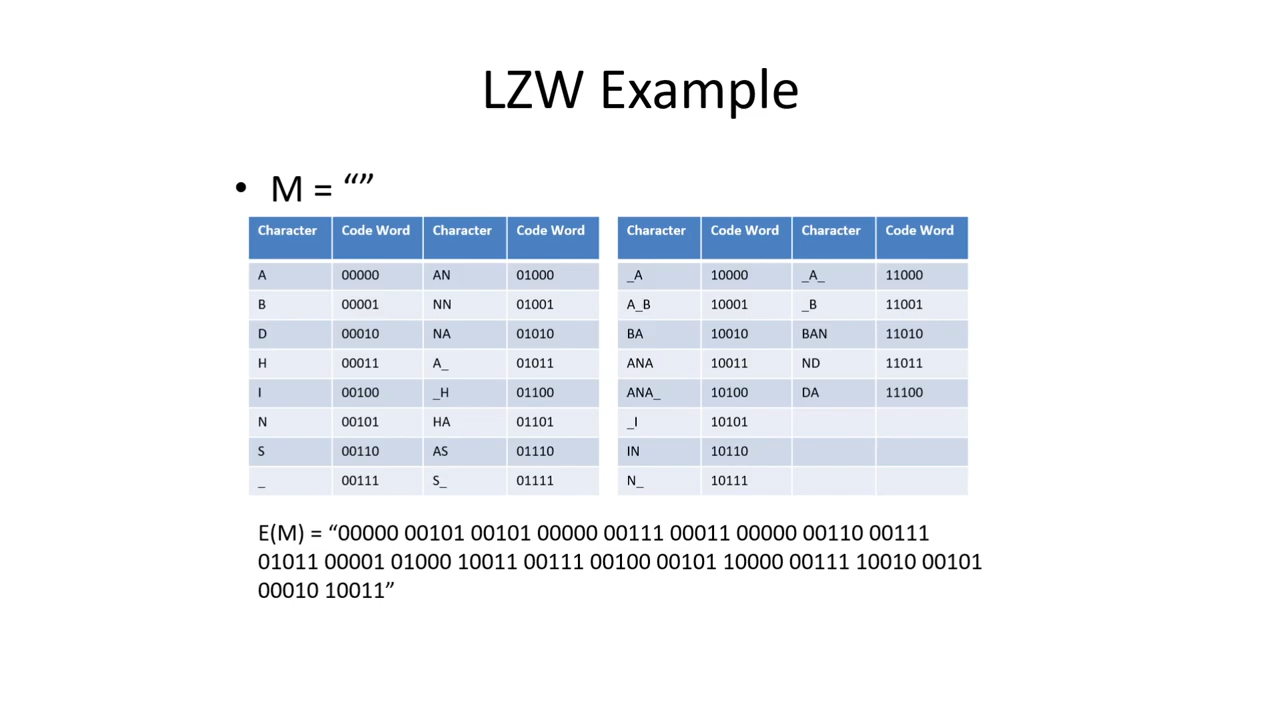 LZW Example
• M = “”
Character Code Word Character Code Word Character Code Word Character Code Word
A 00000 AN 01000 _A 10000 _A_ 11000
B 00001 NN 01001 A_B 10001 _B 11001
D 00010 NA 01010 BA 10010 BAN 11010
H 00011 A_ 01011 ANA 10011 ND 11011
I 00100 _H 01100 ANA_ 10100 DA 11100
N 00101 HA 01101 _I 10101
S 00110 AS 01110 IN 10110
_ 00111 S_ 01111 N_ 10111
E(M) = “00000 00101 00101 00000 00111 00011 00000 00110 00111
01011 00001 01000 10011 00111 00100 00101 10000 00111 10010 00101
00010 10011”